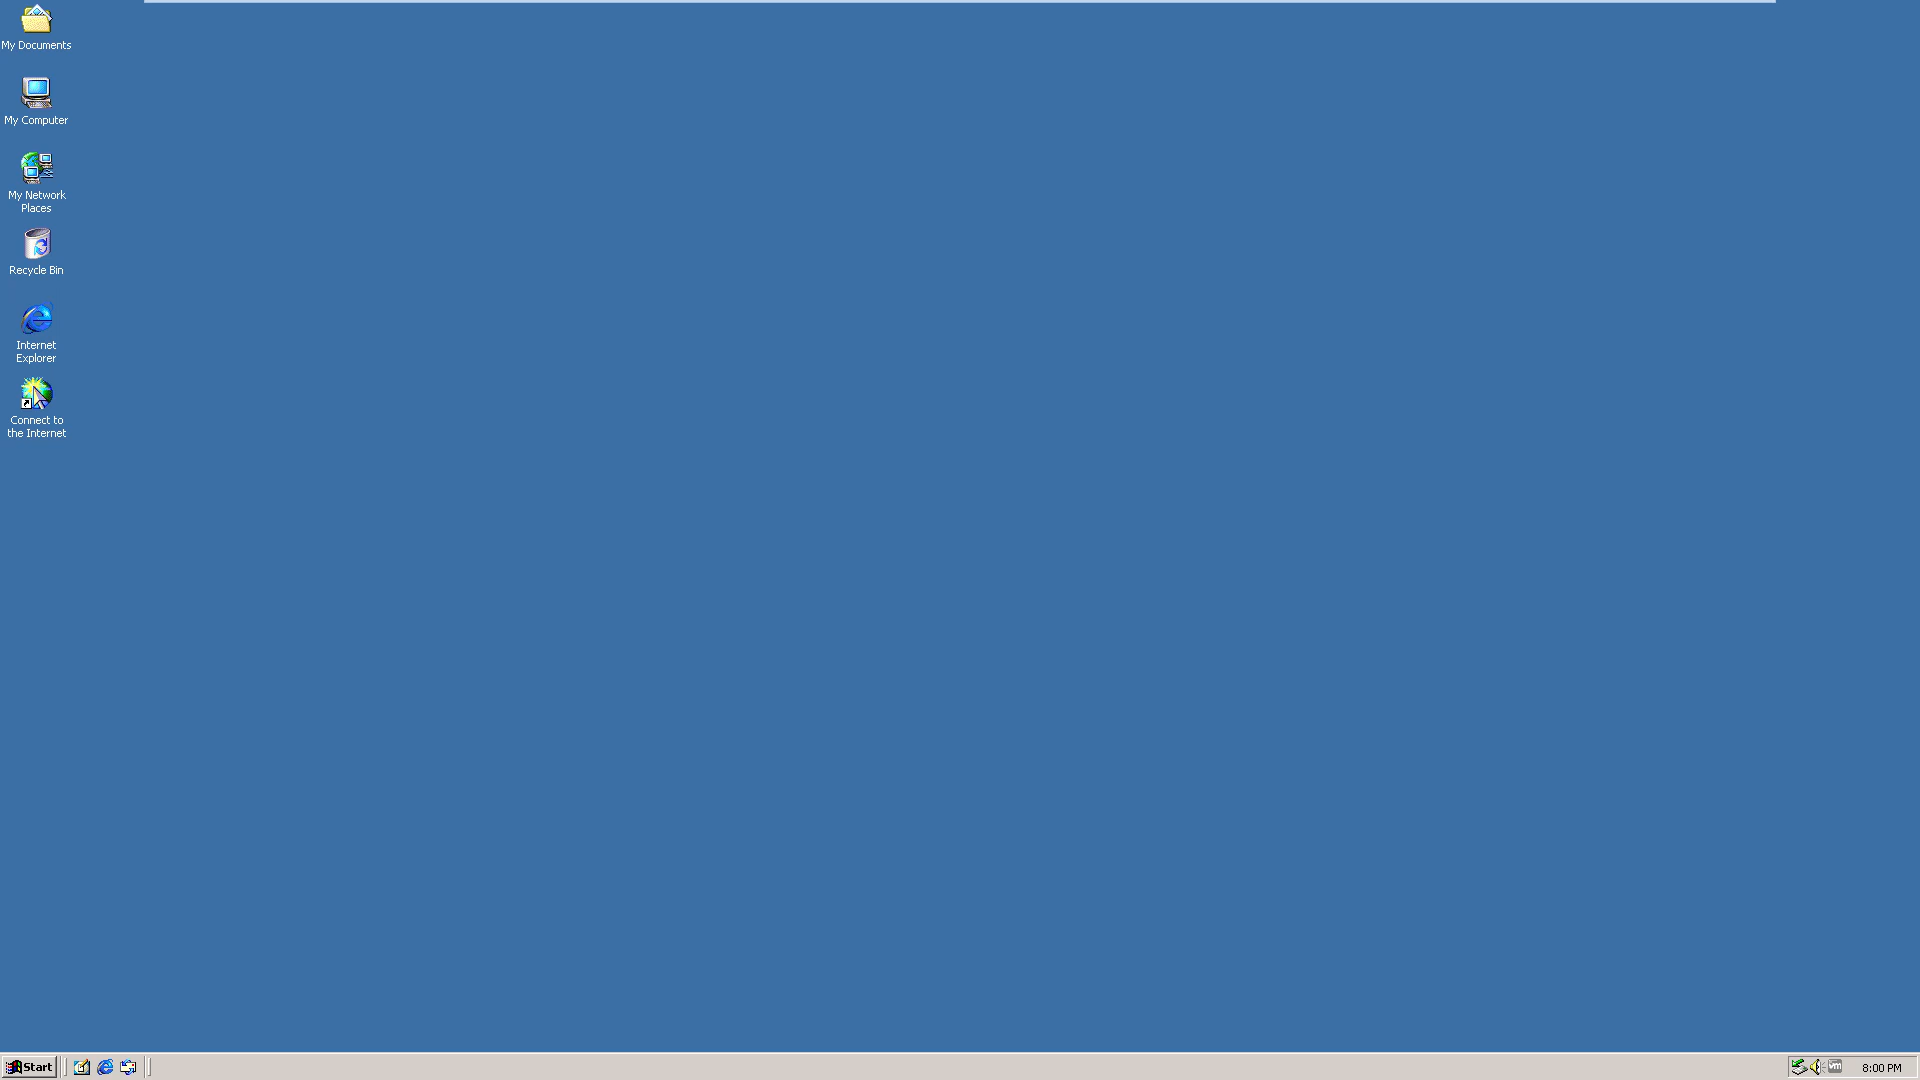 My Documents
My Computer
My Network
Places
Recycle Bin
Internet
Explorer
Connect to
the Internet
Start
vm
8:00 PM